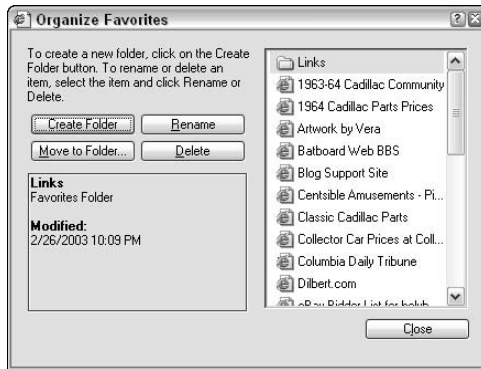 Organize Favorites
To create a new folder, click on the Create
Folder button. To rename or delete an
item, select the item and click Rename or
Delete.
Create Folder
Rename
Move to Folder...
Delete
Links
Favorites Folder
Modified:
2/26/2003 10:09 PM
Links
1963-64 Cadillac Community
1964 Cadillac Parts Prices
Artwork by Vera
Batboard Web BBS
Blog Support Site
Centsible Amusements - Pi...
Classic Cadillac Parts
Collector Car Prices at Coll...
Columbia Daily Tribune
Dilbert.com
eBay Bidder List for
Close